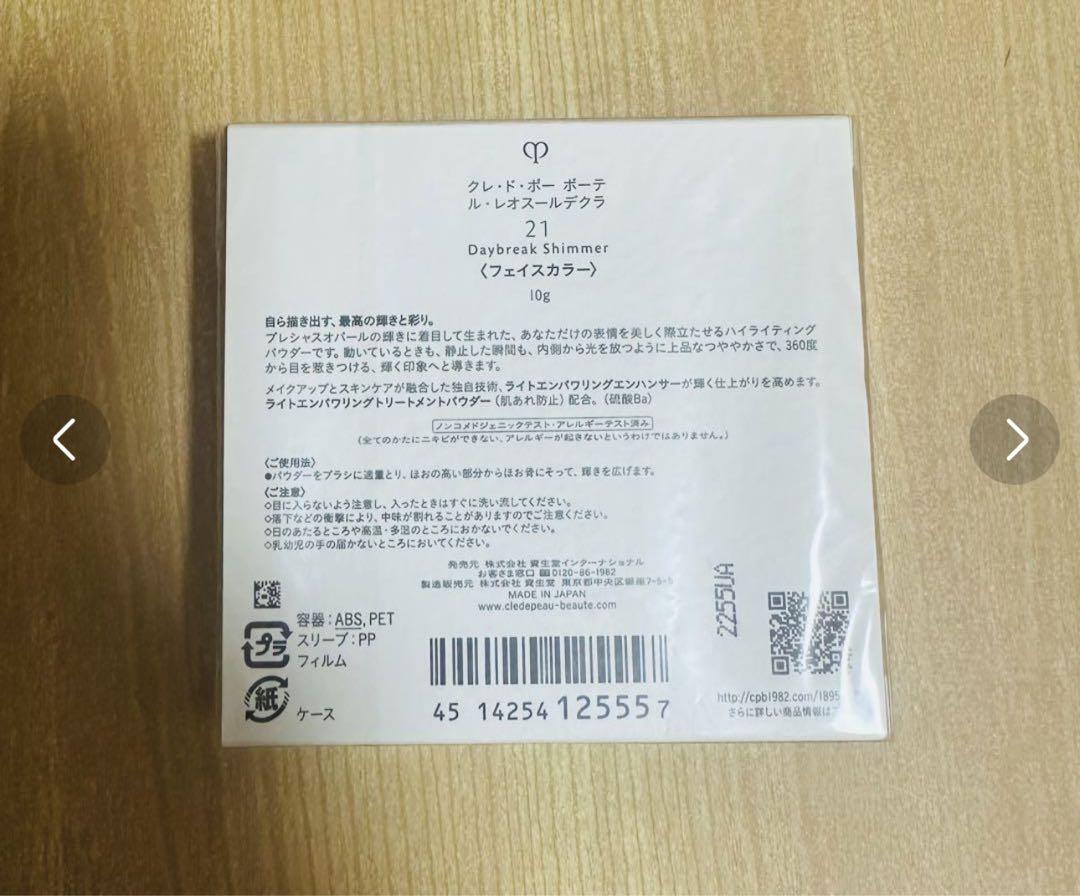 クレ・ド・ポー ボーテ
ル・レオスールデクラ
21
Daybreak Shimmer
〈フェイスカラー〉
10g
自ら描き出す、最高の輝きと彩り。
プレシャスオパールの輝きに着目して生まれた、あなただけの表情を美しく際立たせるハイライティング
パウダーです。動いているときも、静止した瞬間も、内側から光を放つように上品なつややかさで、360度
から目を惹きつける、輝く印象へと導きます。
メイクアップとスキンケアが融合した独自技術、ライトエンパワリングエンハンサーが輝く仕上がりを高めます。
ライトエンパワリングトリートメントパウダー（肌あれ防止）配合。（硫酸Ba）
ノンコメドジェニックテスト・アレルギーテスト済み
（全てのかたにニキビができない、アレルギーが起きないというわけではありません。）
〈ご使用法〉
●パウダーをブラシに適量とり、ほおの高い部分からほお骨にそって、輝きを広げます。
〈ご注意〉
◇目に入らないよう注意し、入ったときはすぐに洗い流してください。
◇落下などの衝撃により、中味が割れることがありますのでご注意ください。
◇日のあたるところや高温・多湿のところにおかないでください。
◇乳幼児の手の届かないところにおいてください。
発売元 株式会社 資生堂インターナショナル
お客さま窓口 0120-86-1982
製造販売元 株式会社 資生堂 東京都中央区銀座7-5-5
MADE IN JAPAN
www.cledepeau-beaute.com
2255UA
プラ
容器：ABS, PET
スリーブ：PP
フィルム
紙
ケース
45 14254 12555 7
http://cpb1982.com/1895
さらに詳しい商品情報は